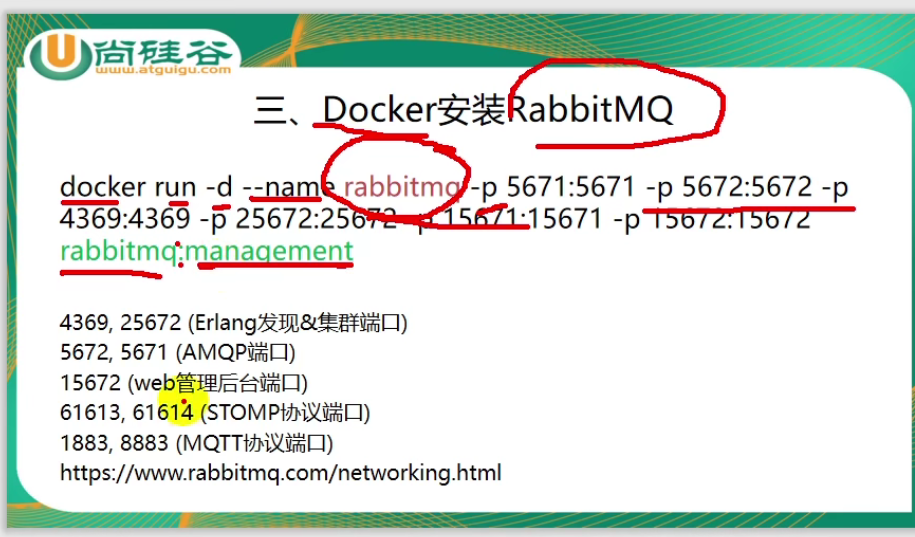 尚硅谷
www.atguigu.com
三、Docker安装RabbitMQ
docker run -d --name rabbitmq -p 5671:5671 -p 5672:5672 -p
4369:4369 -p 25672:25672 -p 15671:15671 -p 15672:15672
rabbitmq:management
4369, 25672 (Erlang发现&集群端口)
5672, 5671 (AMQP端口)
15672 (web管理后台端口)
61613, 61614 (STOMP协议端口)
1883, 8883 (MQTT协议端口)
https://www.rabbitmq.com/networking.html